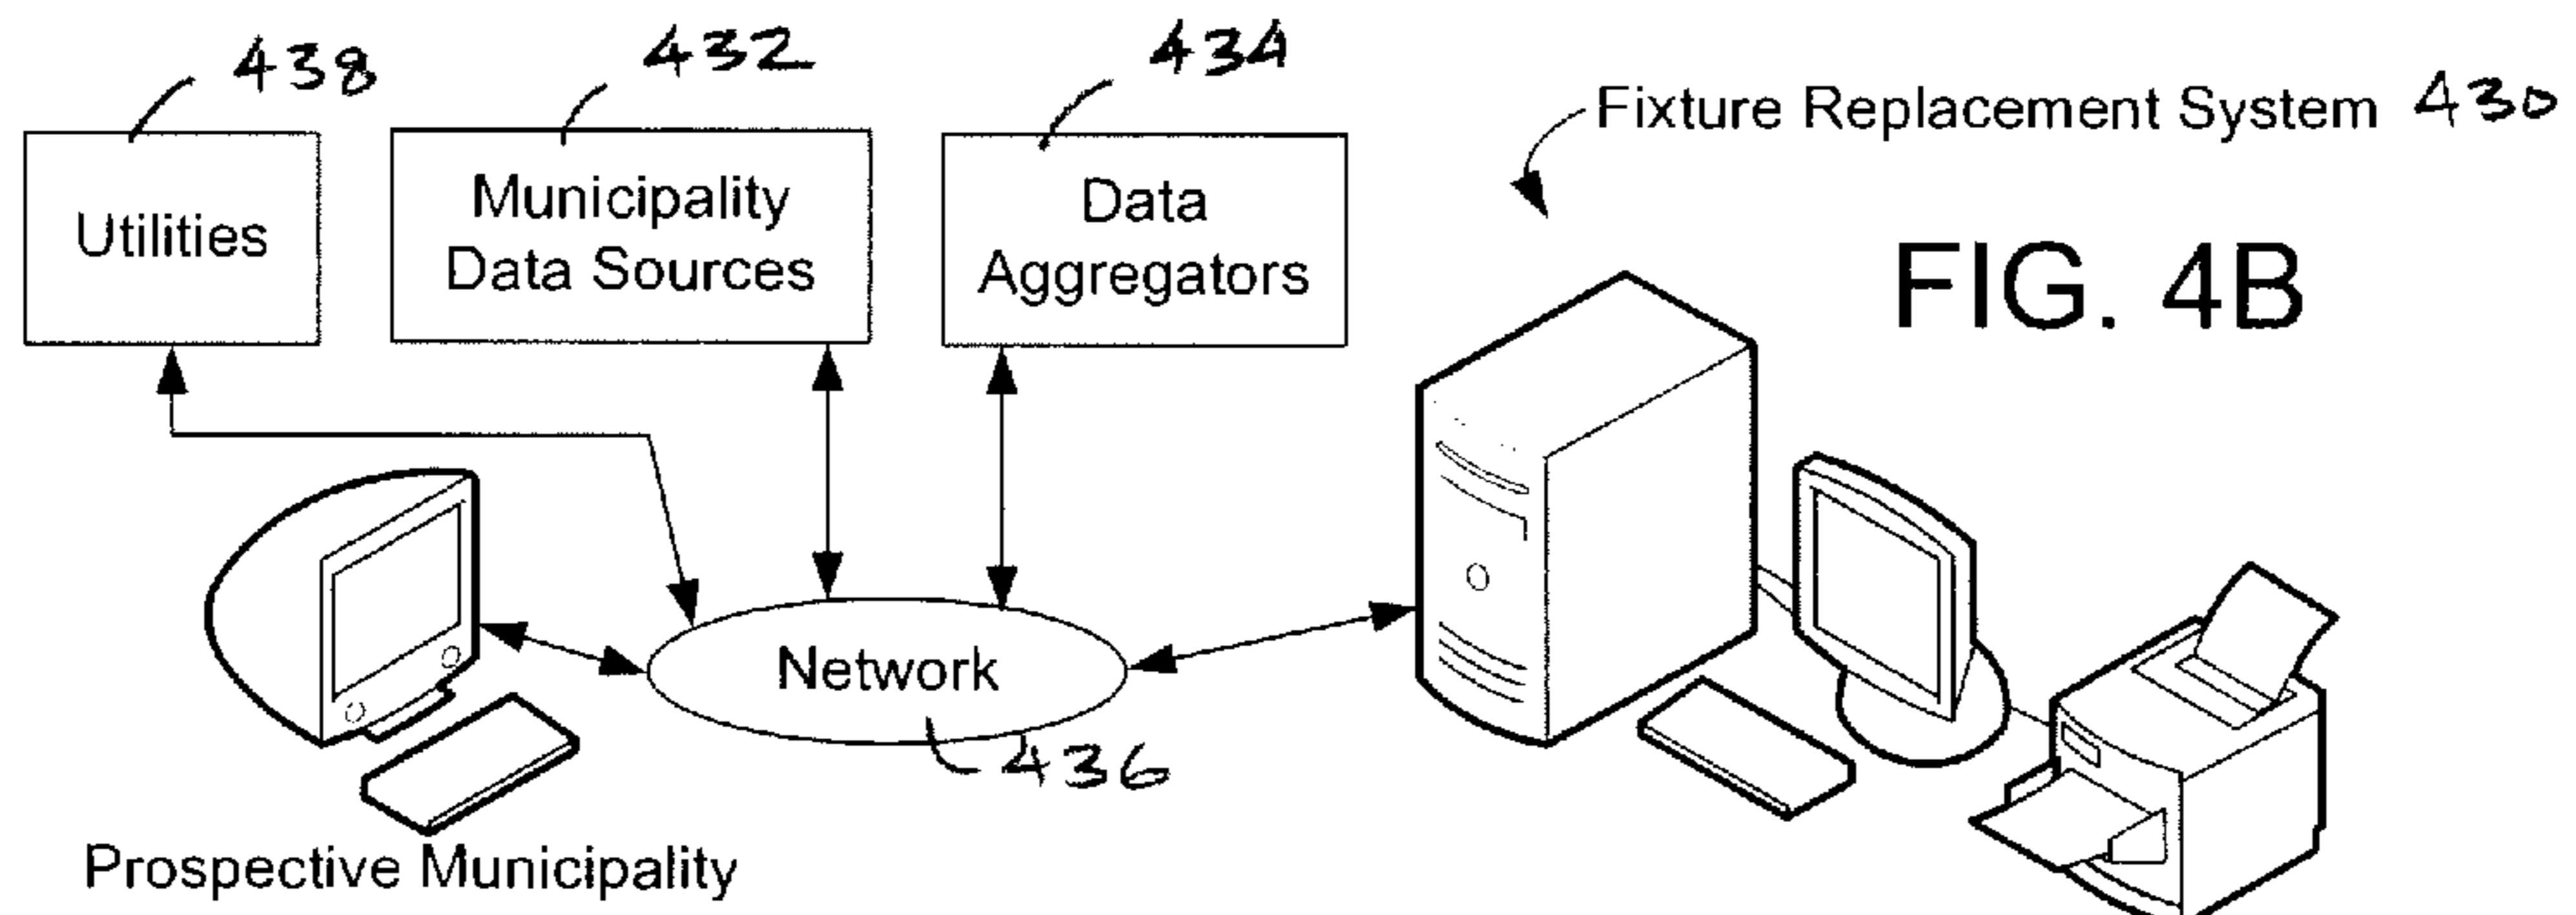 438
432
434
Fixture Replacement System 430
Utilities
Municipality
Data Sources
Data
Aggregators
FIG. 4B
Network
436
Prospective Municipality